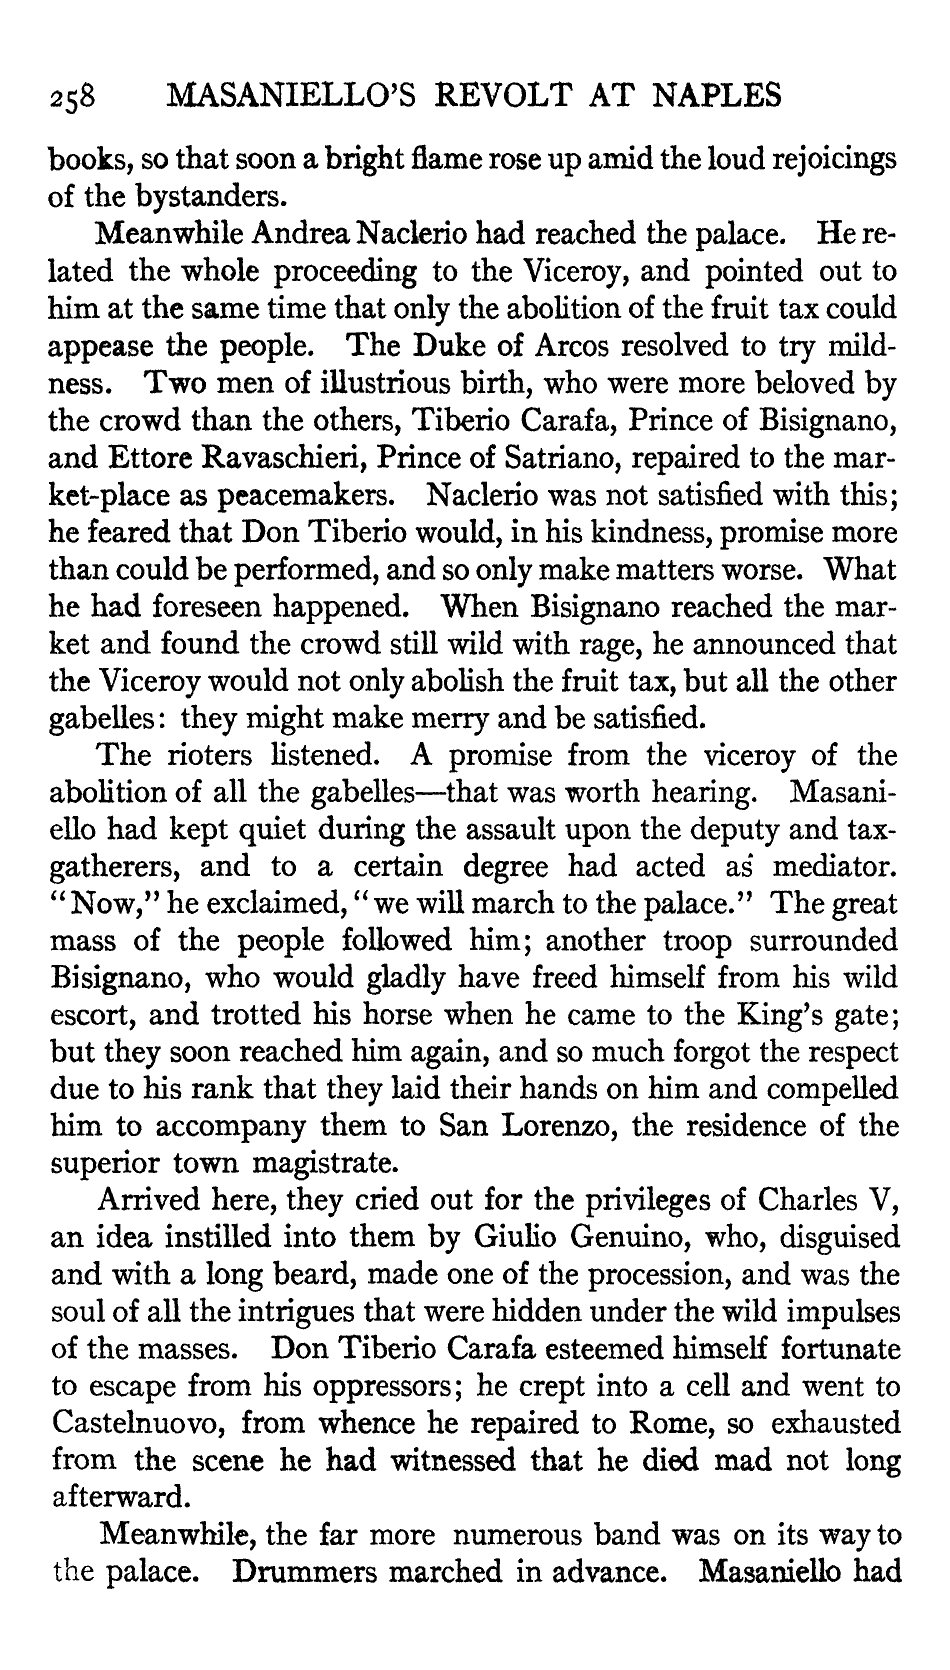 258 MASANIELLO'S REVOLT AT NAPLES
books, so that soon a bright flame rose up amid the loud rejoicings
of the bystanders.
Meanwhile Andrea Naclerio had reached the palace. He re-
lated the whole proceeding to the Viceroy, and pointed out to
him at the same time that only the abolition of the fruit tax could
appease the people. The Duke of Arcos resolved to try mild-
ness. Two men of illustrious birth, who were more beloved by
the crowd than the others, Tiberio Carafa, Prince of Bisignano,
and Ettore Ravaschieri, Prince of Satriano, repaired to the mar-
ket-place as peacemakers. Naclerio was not satisfied with this;
he feared that Don Tiberio would, in his kindness, promise more
than could be performed, and so only make matters worse. What
he had foreseen happened. When Bisignano reached the mar-
ket and found the crowd still wild with rage, he announced that
the Viceroy would not only abolish the fruit tax, but all the other
gabelles: they might make merry and be satisfied.
The rioters listened. A promise from the viceroy of the
abolition of all the gabelles—that was worth hearing. Masani-
ello had kept quiet during the assault upon the deputy and tax-
gatherers, and to a certain degree had acted as mediator.
"Now," he exclaimed, "we will march to the palace." The great
mass of the people followed him; another troop surrounded
Bisignano, who would gladly have freed himself from his wild
escort, and trotted his horse when he came to the King's gate;
but they soon reached him again, and so much forgot the respect
due to his rank that they laid their hands on him and compelled
him to accompany them to San Lorenzo, the residence of the
superior town magistrate.
Arrived here, they cried out for the privileges of Charles V,
an idea instilled into them by Giulio Genuino, who, disguised
and with a long beard, made one of the procession, and was the
soul of all the intrigues that were hidden under the wild impulses
of the masses. Don Tiberio Carafa esteemed himself fortunate
to escape from his oppressors; he crept into a cell and went to
Castelnuovo, from whence he repaired to Rome, so exhausted
from the scene he had witnessed that he died mad not long
afterward.
Meanwhile, the far more numerous band was on its way to
the palace. Drummers marched in advance. Masaniello had